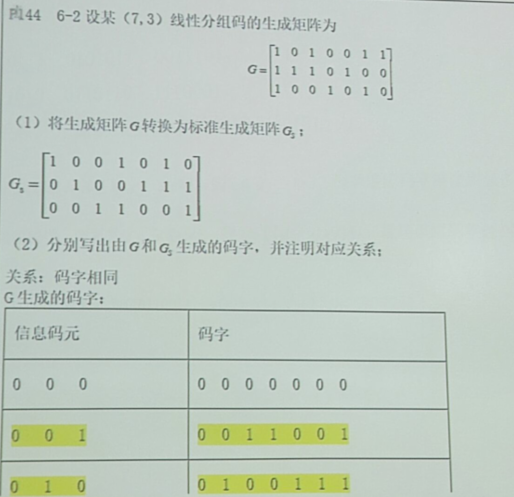 44 6-2 设某（7,3）线性分组码的生成矩阵为
1 0 1 0 0 1 1
G= 1 1 1 0 1 0 0
1 0 0 1 0 1 0
（1）将生成矩阵G转换为标准生成矩阵Gs；
1 0 0 1 0 1 0
Gs = 0 1 0 0 1 1 1
0 0 1 1 0 0 1
（2）分别写出由G和Gs生成的码字，并注明对应关系；
关系：码字相同
G生成的码字：
信息码元 码字
0 0 0 0 0 0 0 0 0 0
0 0 1 0 0 1 1 0 0 1
0 1 0 0 1 0 0 1 1 1